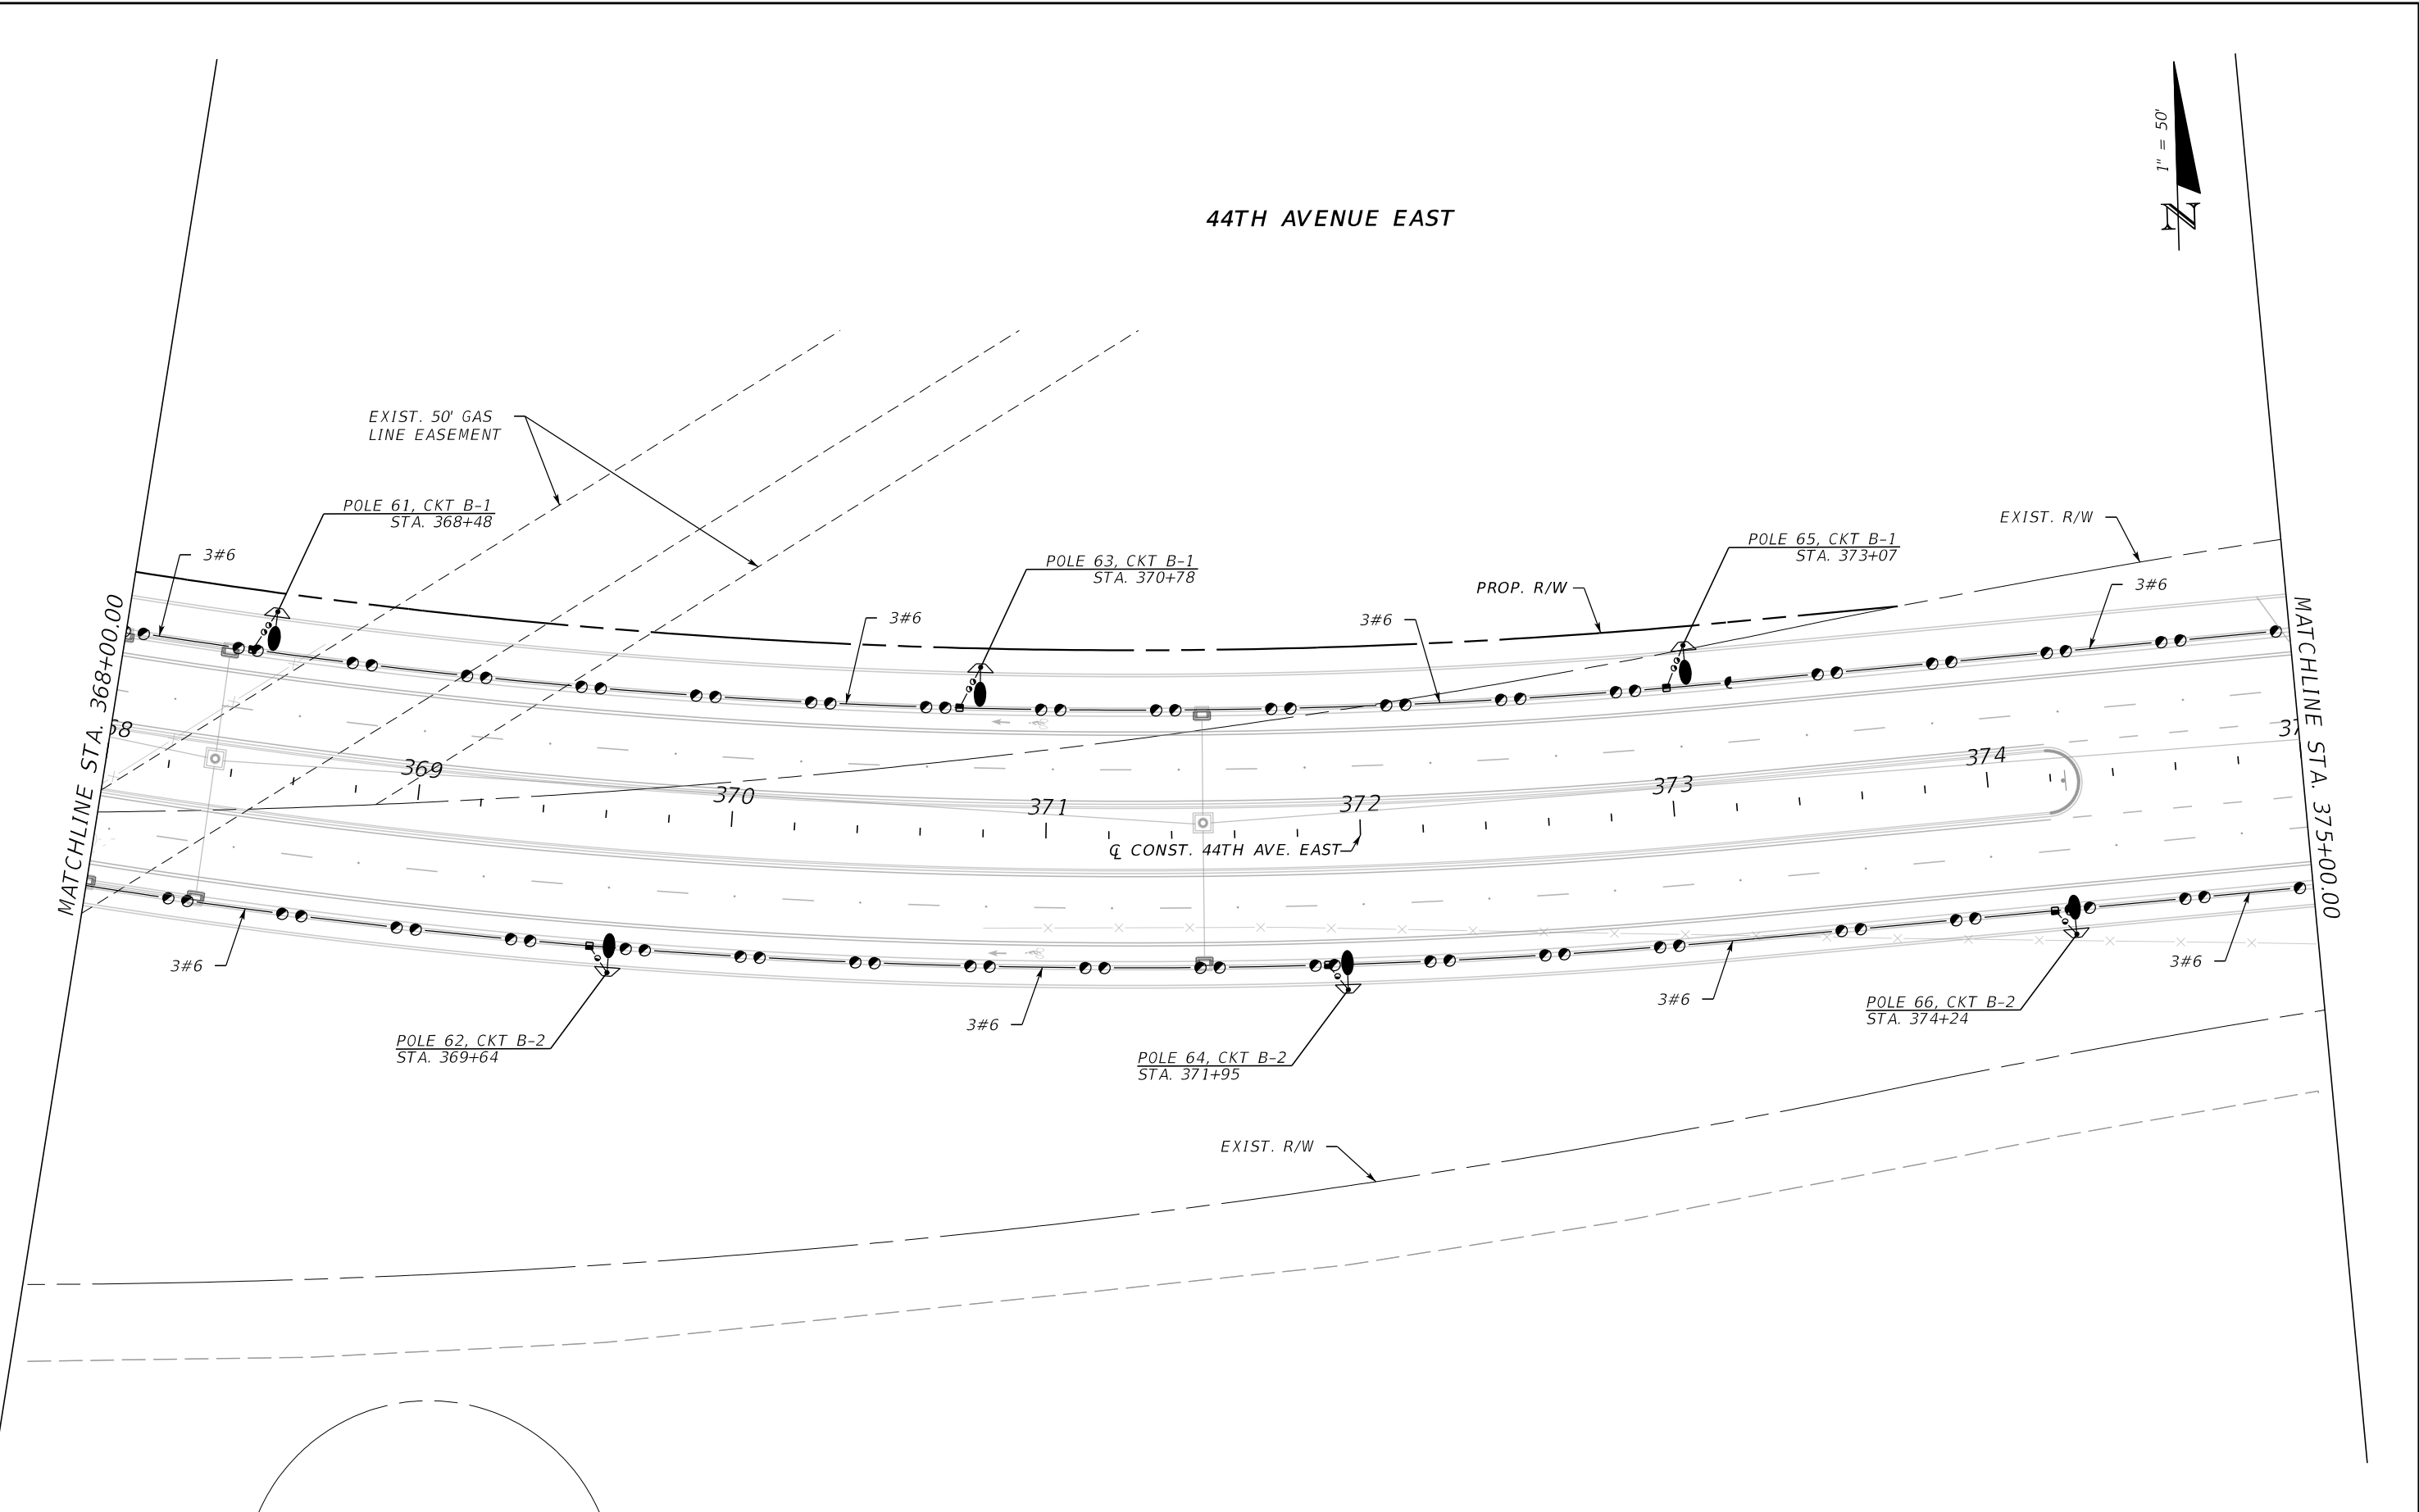 1" = 50'
N
44TH AVENUE EAST
EXIST. 50' GAS
LINE EASEMENT
POLE 61, CKT B-1
STA. 368+48
3#6
POLE 63, CKT B-1
STA. 370+78
3#6
PROP. R/W
3#6
POLE 65, CKT B-1
STA. 373+07
EXIST. R/W
3#6
MATCHLINE STA. 368+00.00
MATCHLINE STA. 375+00.00
68
369
370
371
372
373
374
37
℄ CONST. 44TH AVE. EAST
3#6
POLE 62, CKT B-2
STA. 369+64
3#6
POLE 64, CKT B-2
STA. 371+95
3#6
POLE 66, CKT B-2
STA. 374+24
3#6
EXIST. R/W